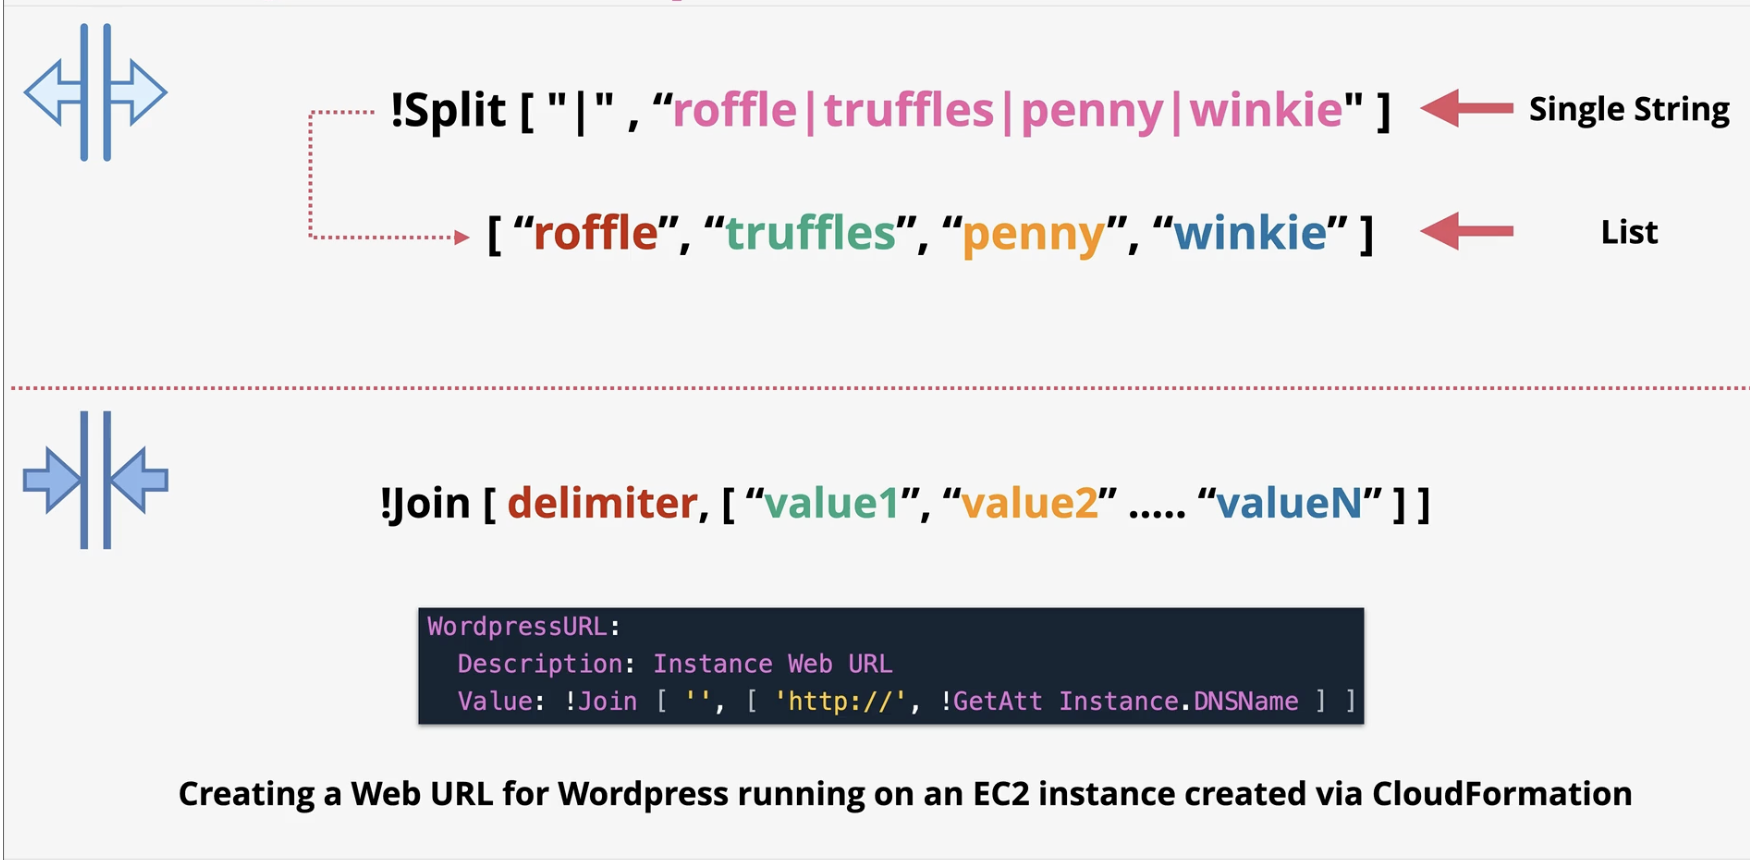 !Split [ "|" , “roffle|truffles|penny|winkie" ] Single String
[ “roffle”, “truffles”, “penny”, “winkie” ] List
!Join [ delimiter, [ “value1”, “value2” ..... “valueN” ] ]
WordpressURL:
Description: Instance Web URL
Value: !Join [ '', [ 'http://', !GetAtt Instance.DNSName ] ]
Creating a Web URL for Wordpress running on an EC2 instance created via CloudFormation